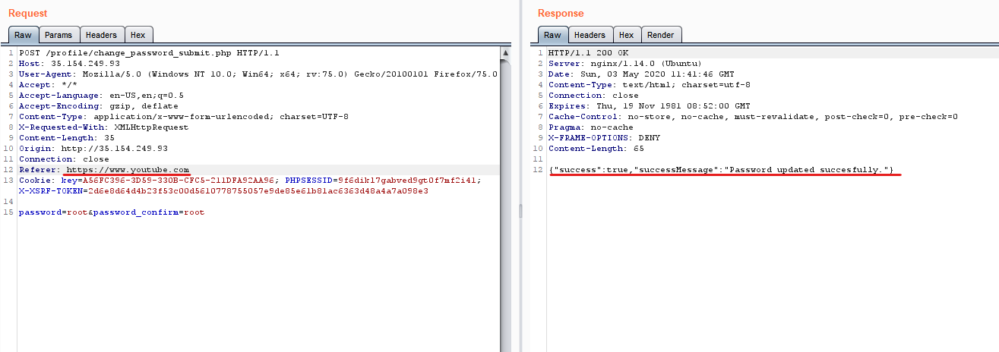 Request
Raw Params Headers Hex
1 POST /profile/change_password_submit.php HTTP/1.1
2 Host: 35.154.249.93
3 User-Agent: Mozilla/5.0 (Windows NT 10.0; Win64; x64; rv:75.0) Gecko/20100101 Firefox/75.0
4 Accept: */*
5 Accept-Language: en-US,en;q=0.5
6 Accept-Encoding: gzip, deflate
7 Content-Type: application/x-www-form-urlencoded; charset=UTF-8
8 X-Requested-With: XMLHttpRequest
9 Content-Length: 35
10 Origin: http://35.154.249.93
11 Connection: close
12 Referer: https://www.youtube.com
13 Cookie: key=A56FC396-3D59-330B-CFC5-211DFA92AA96; PHPSESSID=9f6dikl7gabved9gt0f7mf2i41;
X-XSRF-TOKEN=2d6e8d64d4b23f53c00d5610778755057e9de85e61b81ac6363d48a4a7a098e3
14
15 password=root&password_confirm=root
Response
Raw Headers Hex Render
1 HTTP/1.1 200 OK
2 Server: nginx/1.14.0 (Ubuntu)
3 Date: Sun, 03 May 2020 11:41:46 GMT
4 Content-Type: text/html; charset=utf-8
5 Connection: close
6 Expires: Thu, 19 Nov 1981 08:52:00 GMT
7 Cache-Control: no-store, no-cache, must-revalidate, post-check=0, pre-check=0
8 Pragma: no-cache
9 X-FRAME-OPTIONS: DENY
10 Content-Length: 65
11
12 {"success":true,"successMessage":"Password updated succesfully."}